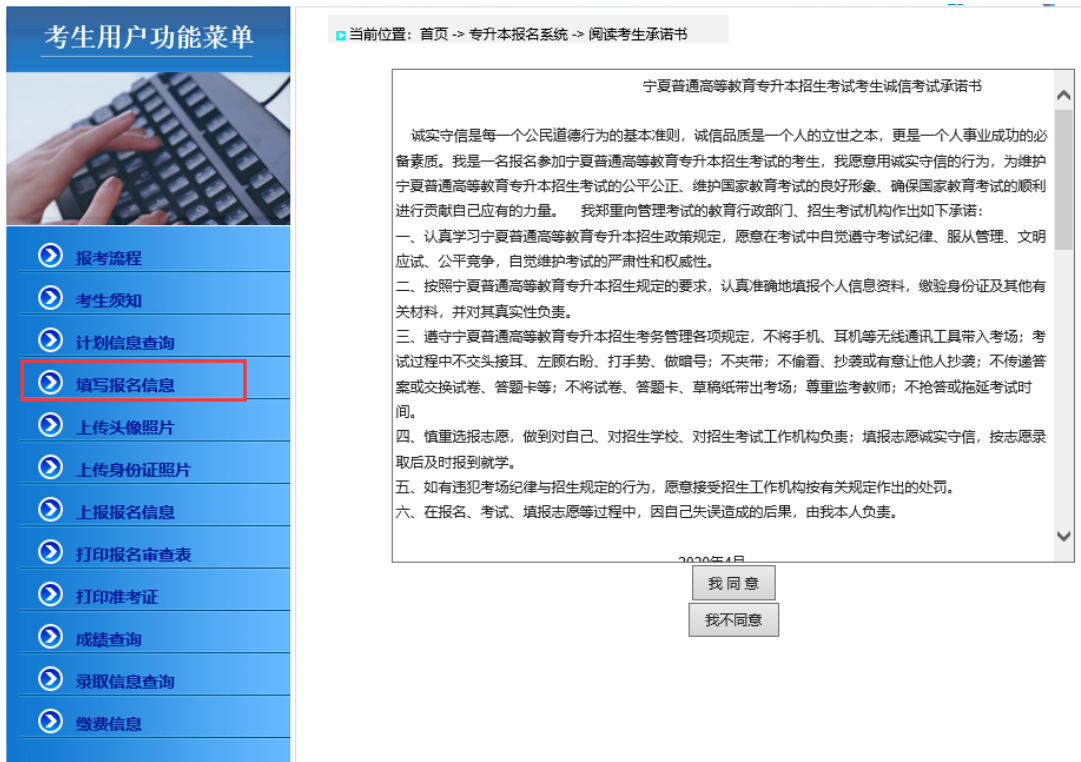 考生用户功能菜单
报考流程
考生须知
计划信息查询
填写报名信息
上传头像照片
上传身份证照片
上报报名信息
打印报名审查表
打印准考证
成绩查询
录取信息查询
缴费信息
当前位置：首页 -> 专升本报名系统 -> 阅读考生承诺书
宁夏普通高等教育专升本招生考试考生诚信考试承诺书
诚实守信是每一个公民道德行为的基本准则，诚信品质是一个人的立世之本，更是一个人事业成功的必
备素质。我是一名报名参加宁夏普通高等教育专升本招生考试的考生，我愿意用诚实守信的行为，为维护
宁夏普通高等教育专升本招生考试的公平公正、维护国家教育考试的良好形象、确保国家教育考试的顺利
进行贡献自己应有的力量。 我郑重向管理考试的教育行政部门、招生考试机构作出如下承诺：
一、认真学习宁夏普通高等教育专升本招生政策规定，愿意在考试中自觉遵守考试纪律、服从管理、文明
应试、公平竞争，自觉维护考试的严肃性和权威性。
二、按照宁夏普通高等教育专升本招生规定的要求，认真准确地填报个人信息资料，缴验身份证及其他有
关材料，并对其真实性负责。
三、遵守宁夏普通高等教育专升本招生考务管理各项规定，不将手机、耳机等无线通讯工具带入考场；考
试过程中不交头接耳、左顾右盼、打手势、做暗号；不夹带；不偷看、抄袭或有意让他人抄袭；不传递答
案或交换试卷、答题卡等；不将试卷、答题卡、草稿纸带出考场；尊重监考教师；不抢答或拖延考试时
间。
四、慎重选报志愿，做到对自己、对招生学校、对招生考试工作机构负责；填报志愿诚实守信，按志愿录
取后及时报到就学。
五、如有违犯考场纪律与招生规定的行为，愿意接受招生工作机构按有关规定作出的处罚。
六、在报名、考试、填报志愿等过程中，因自己失误造成的后果，由我本人负责。
2020年4月
我同意
我不同意